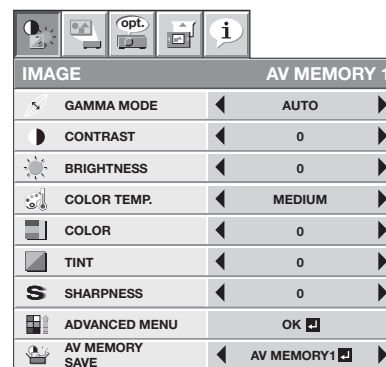 opt.
i
IMAGE AV MEMORY 1
GAMMA MODE AUTO
CONTRAST 0
BRIGHTNESS 0
COLOR TEMP. MEDIUM
COLOR 0
TINT 0
SHARPNESS 0
ADVANCED MENU OK
AV MEMORY
SAVE AV MEMORY1